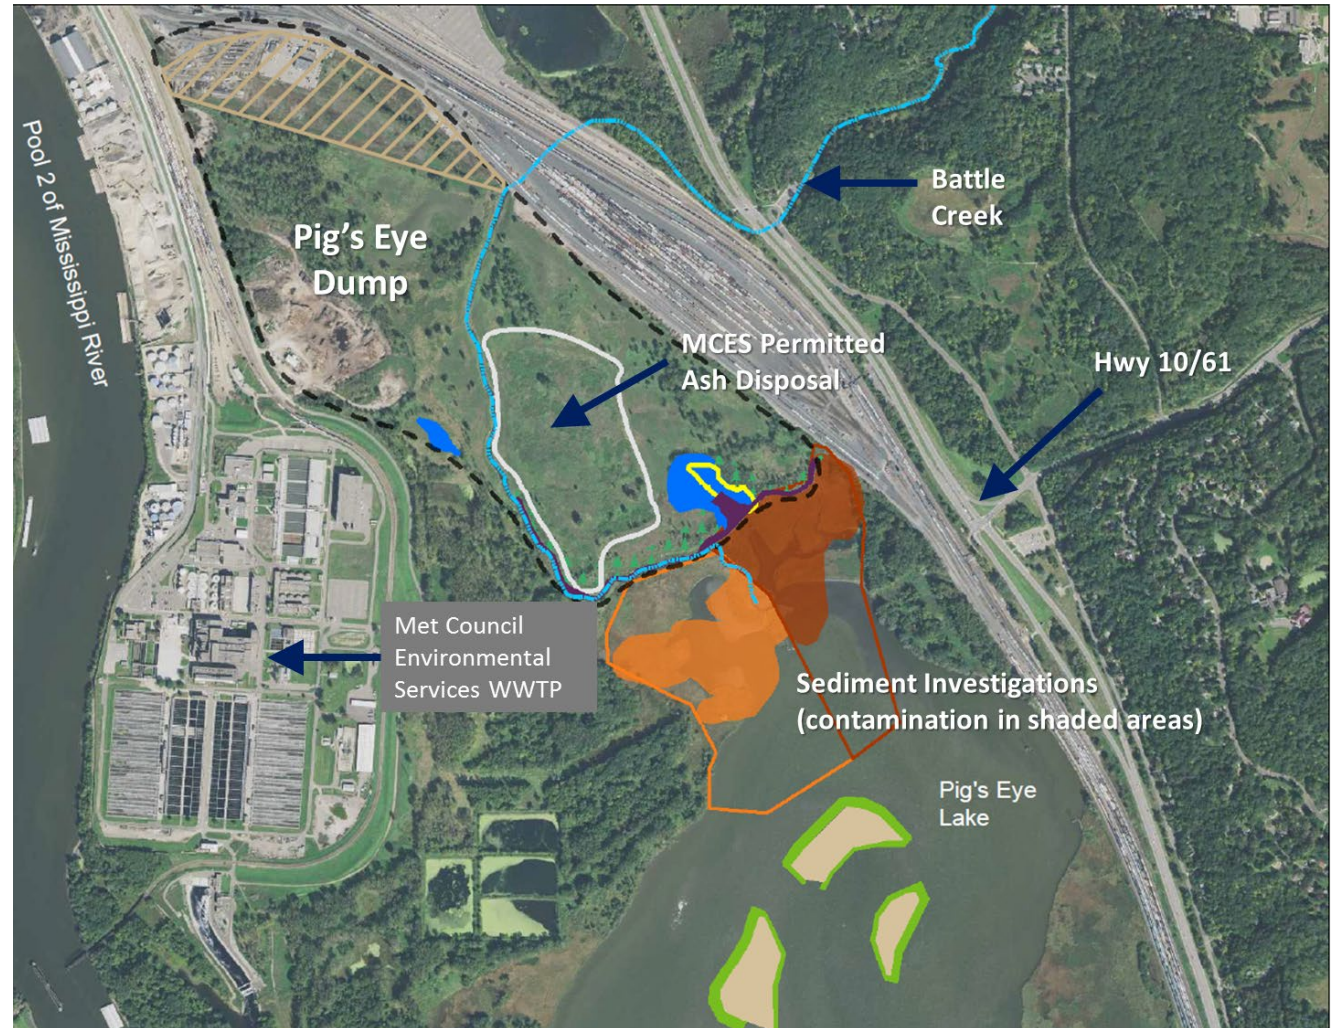 Pool 2 of Mississippi River
Battle
Creek
Pig's Eye
Dump
MCES Permitted
Ash Disposal
Hwy 10/61
Met Council
Environmental
Services WWTP
Sediment Investigations
(contamination in shaded areas)
Pig's Eye
Lake